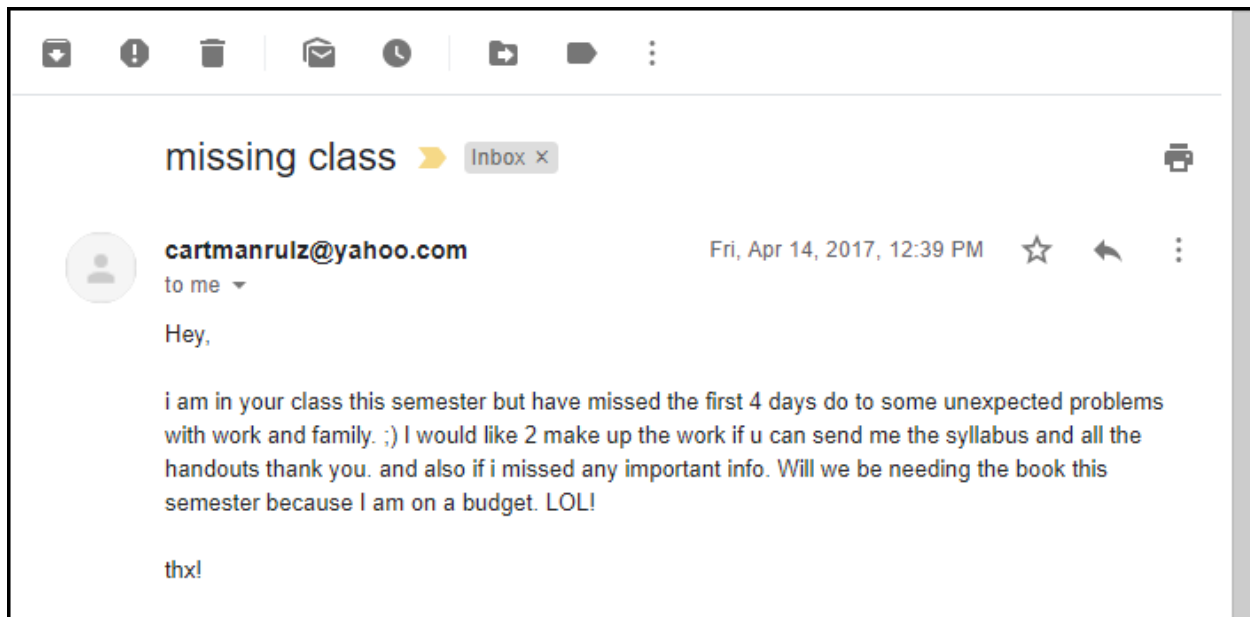 missing class Inbox ×
cartmanrulz@yahoo.com Fri, Apr 14, 2017, 12:39 PM
to me
Hey,
i am in your class this semester but have missed the first 4 days do to some unexpected problems
with work and family. ;) I would like 2 make up the work if u can send me the syllabus and all the
handouts thank you. and also if i missed any important info. Will we be needing the book this
semester because I am on a budget. LOL!
thx!